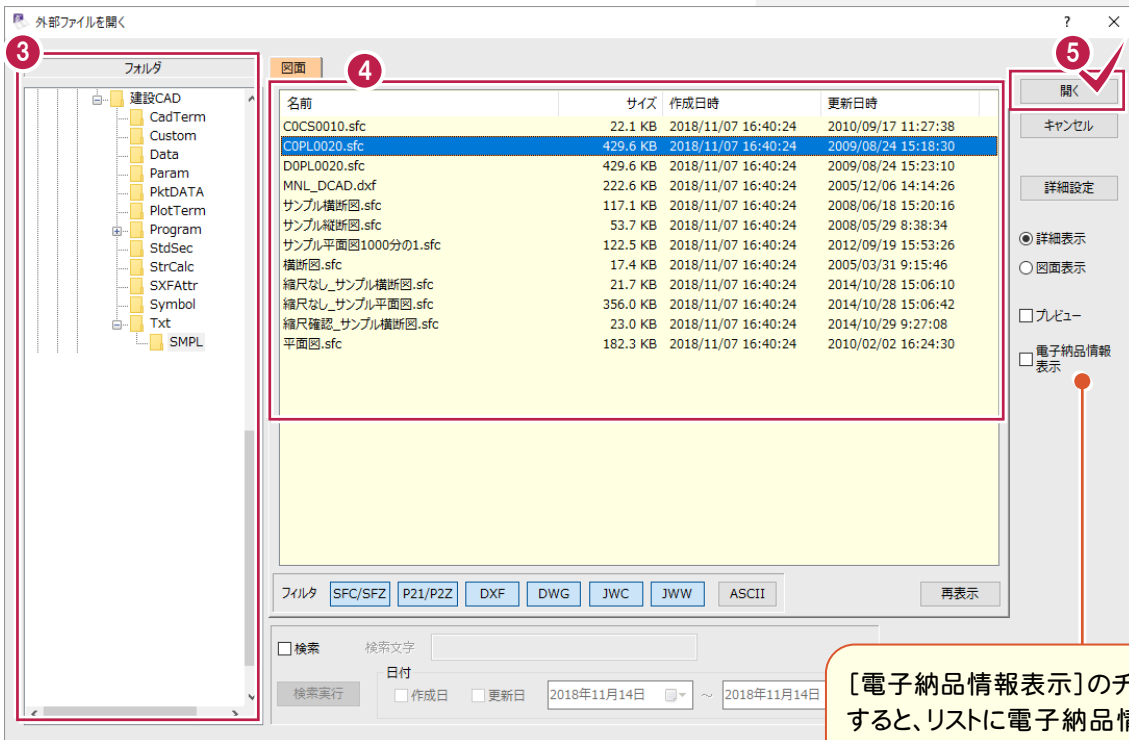 外部ファイルを開く
? ×
3
フォルダ
建設CAD
CadTerm
Custom
Data
Param
PktDATA
PlotTerm
Program
StdSec
StrCalc
SXFAttr
Symbol
Txt
SMPL
図面
4
名前 サイズ 作成日時 更新日時
C0CS0010.sfc 22.1 KB 2018/11/07 16:40:24 2010/09/17 11:27:38
C0PL0020.sfc 429.6 KB 2018/11/07 16:40:24 2009/08/24 15:18:30
D0PL0020.sfc 429.6 KB 2018/11/07 16:40:24 2009/08/24 15:23:10
MNL_DCAD.dxf 222.6 KB 2018/11/07 16:40:24 2005/12/06 14:14:26
サンプル横断図.sfc 117.1 KB 2018/11/07 16:40:24 2008/06/18 15:20:16
サンプル縦断図.sfc 53.7 KB 2018/11/07 16:40:24 2008/05/29 8:38:34
サンプル平面図1000分の1.sfc 122.5 KB 2018/11/07 16:40:24 2012/09/19 15:53:26
横断図.sfc 17.4 KB 2018/11/07 16:40:24 2005/03/31 9:15:46
縮尺なし_サンプル横断図.sfc 21.7 KB 2018/11/07 16:40:24 2014/10/28 15:06:10
縮尺なし_サンプル平面図.sfc 356.0 KB 2018/11/07 16:40:24 2014/10/28 15:06:42
縮尺確認_サンプル横断図.sfc 23.0 KB 2018/11/07 16:40:24 2014/10/29 9:27:08
平面図.sfc 182.3 KB 2018/11/07 16:40:24 2010/02/02 16:24:30
フィルタ SFC/SFZ P21/P2Z DXF DWG JWC JWW ASCII 再表示
検索 検索文字
日付
検索実行 作成日 更新日 2018年11月14日 ～ 2018年11月14日
5
開く
キャンセル
詳細設定
詳細表示
図面表示
プレビュー
電子納品情報
表示
[電子納品情報表示]のチ
すると、リストに電子納品情